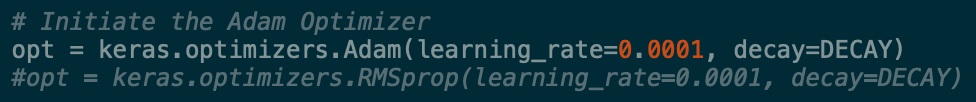 # Initiate the Adam Optimizer
opt = keras.optimizers.Adam(learning_rate=0.0001, decay=DECAY)
#opt = keras.optimizers.RMSprop(learning_rate=0.0001, decay=DECAY)